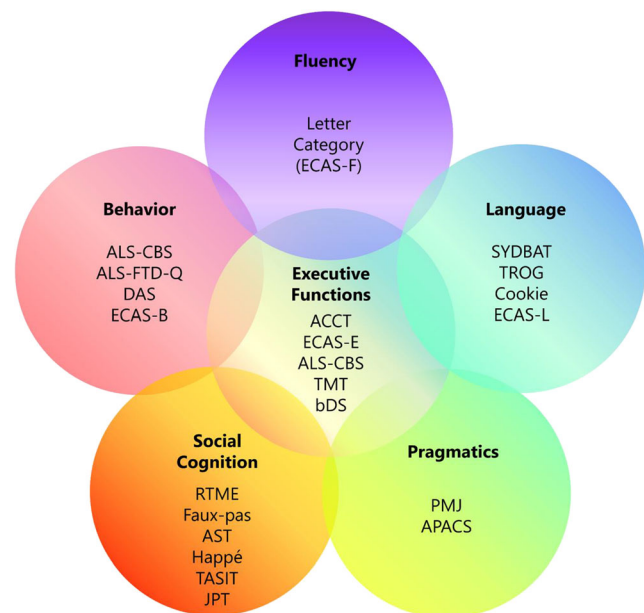 Fluency
Letter
Category
(ECAS-F)
Behavior
ALS-CBS
ALS-FTD-Q
DAS
ECAS-B
Language
SYDBAT
TROG
Cookie
ECAS-L
Executive
Functions
ACCT
ECAS-E
ALS-CBS
TMT
bDS
Social
Cognition
RTME
Faux-pas
AST
Happé
TASIT
JPT
Pragmatics
PMJ
APACS